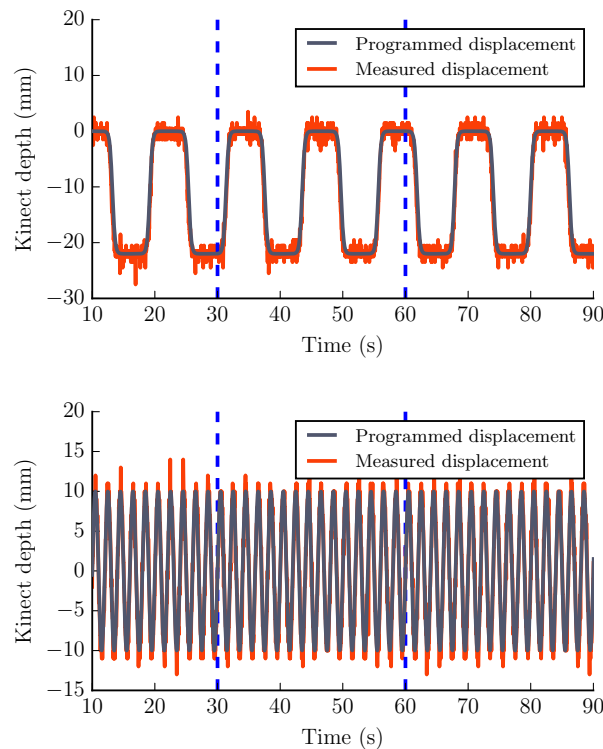 20
10
0
−10
−20
−30
Kinect depth (mm)
Programmed displacement
Measured displacement
10 20 30 40 50 60 70 80 90
Time (s)
20
15
10
5
0
−5
−10
−15
Kinect depth (mm)
Programmed displacement
Measured displacement
10 20 30 40 50 60 70 80 90
Time (s)